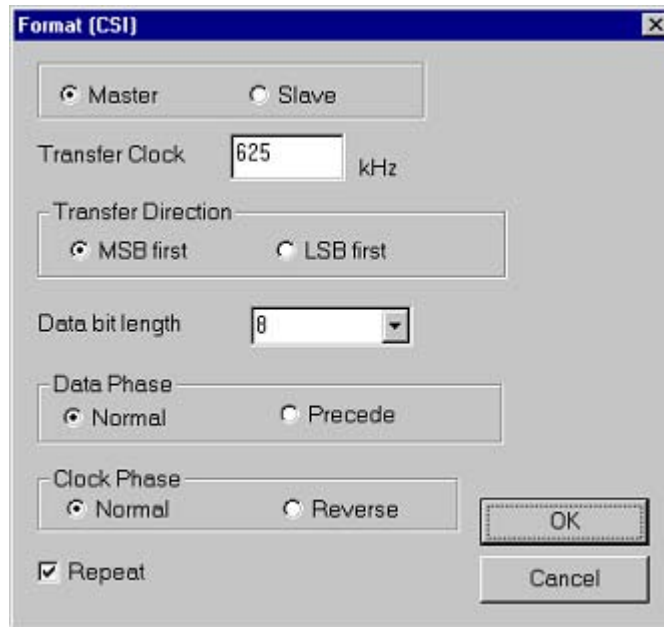 Format (CSI)
Master Slave
Transfer Clock 625 kHz
Transfer Direction
MSB first LSB first
Data bit length 8
Data Phase
Normal Precede
Clock Phase
Normal Reverse
OK
Repeat
Cancel